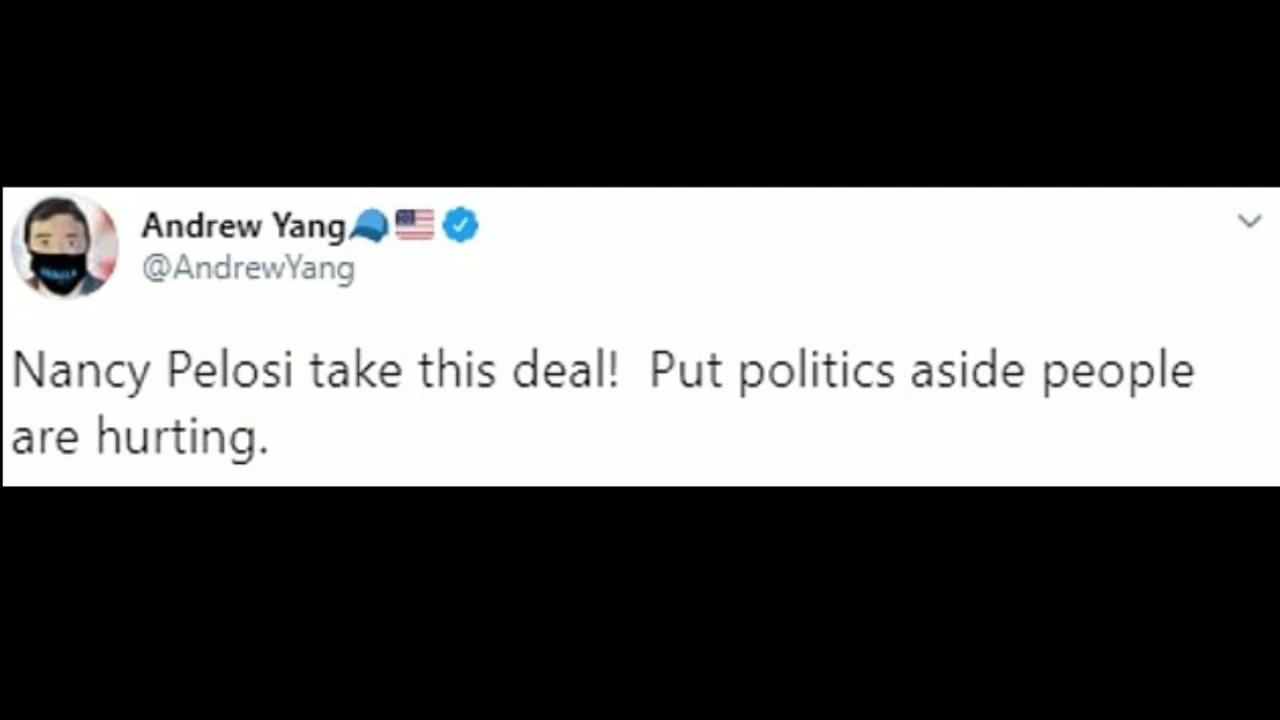 Andrew Yang🧢🇺🇸
@AndrewYang
Nancy Pelosi take this deal!  Put politics aside people
are hurting.